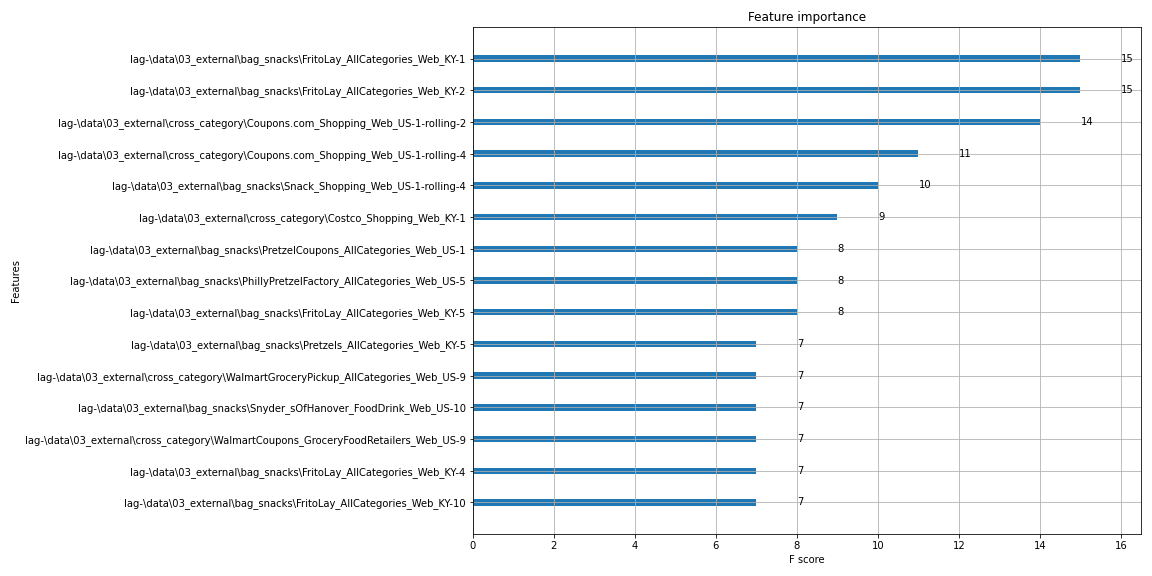 Feature importance
lag-\data\03_external\bag_snacks\FritoLay_AllCategories_Web_KY-1 15
lag-\data\03_external\bag_snacks\FritoLay_AllCategories_Web_KY-2 15
lag-\data\03_external\cross_category\Coupons.com_Shopping_Web_US-1-rolling-2 14
lag-\data\03_external\cross_category\Coupons.com_Shopping_Web_US-1-rolling-4 11
lag-\data\03_external\bag_snacks\Snack_Shopping_Web_US-1-rolling-4 10
lag-\data\03_external\cross_category\Costco_Shopping_Web_KY-1 9
lag-\data\03_external\bag_snacks\PretzelCoupons_AllCategories_Web_US-1 8
lag-\data\03_external\bag_snacks\PhillyPretzelFactory_AllCategories_Web_US-5 8
lag-\data\03_external\bag_snacks\FritoLay_AllCategories_Web_KY-5 8
lag-\data\03_external\bag_snacks\Pretzels_AllCategories_Web_KY-5 7
lag-\data\03_external\cross_category\WalmartGroceryPickup_AllCategories_Web_US-9 7
lag-\data\03_external\bag_snacks\Snyder_sOfHanover_FoodDrink_Web_US-10 7
lag-\data\03_external\cross_category\WalmartCoupons_GroceryFoodRetailers_Web_US-9 7
lag-\data\03_external\bag_snacks\FritoLay_AllCategories_Web_KY-4 7
lag-\data\03_external\bag_snacks\FritoLay_AllCategories_Web_KY-10 7
Features
0 2 4 6 8 10 12 14 16
F score